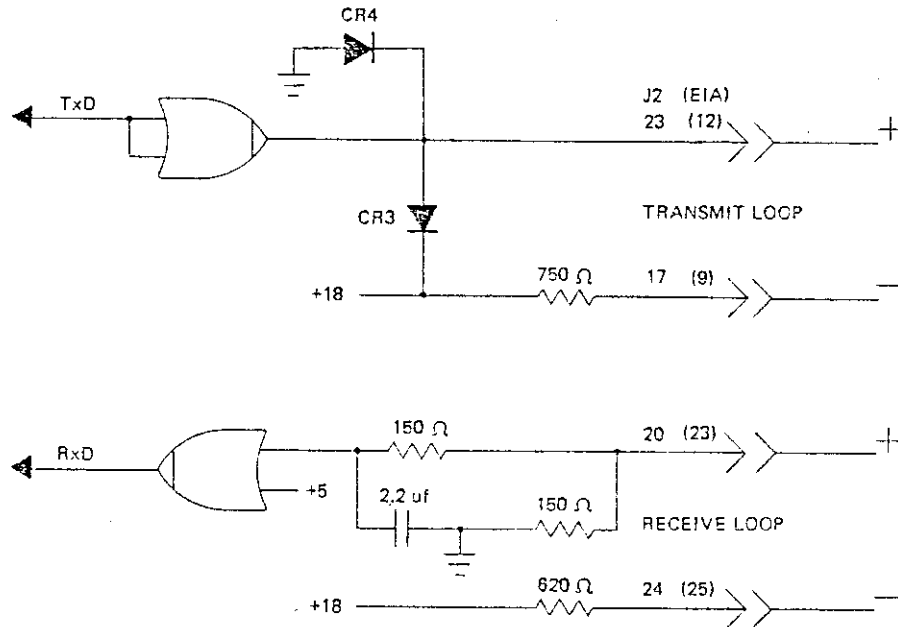 CR4
J2 (EIA)
TxD
23 (12)
+
CR3
TRANSMIT LOOP
750 Ω 17 (9)
+18
−
150 Ω 20 (23)
+
RxD
+5
2,2 uf 150 Ω
RECEIVE LOOP
620 Ω 24 (25)
+18
−